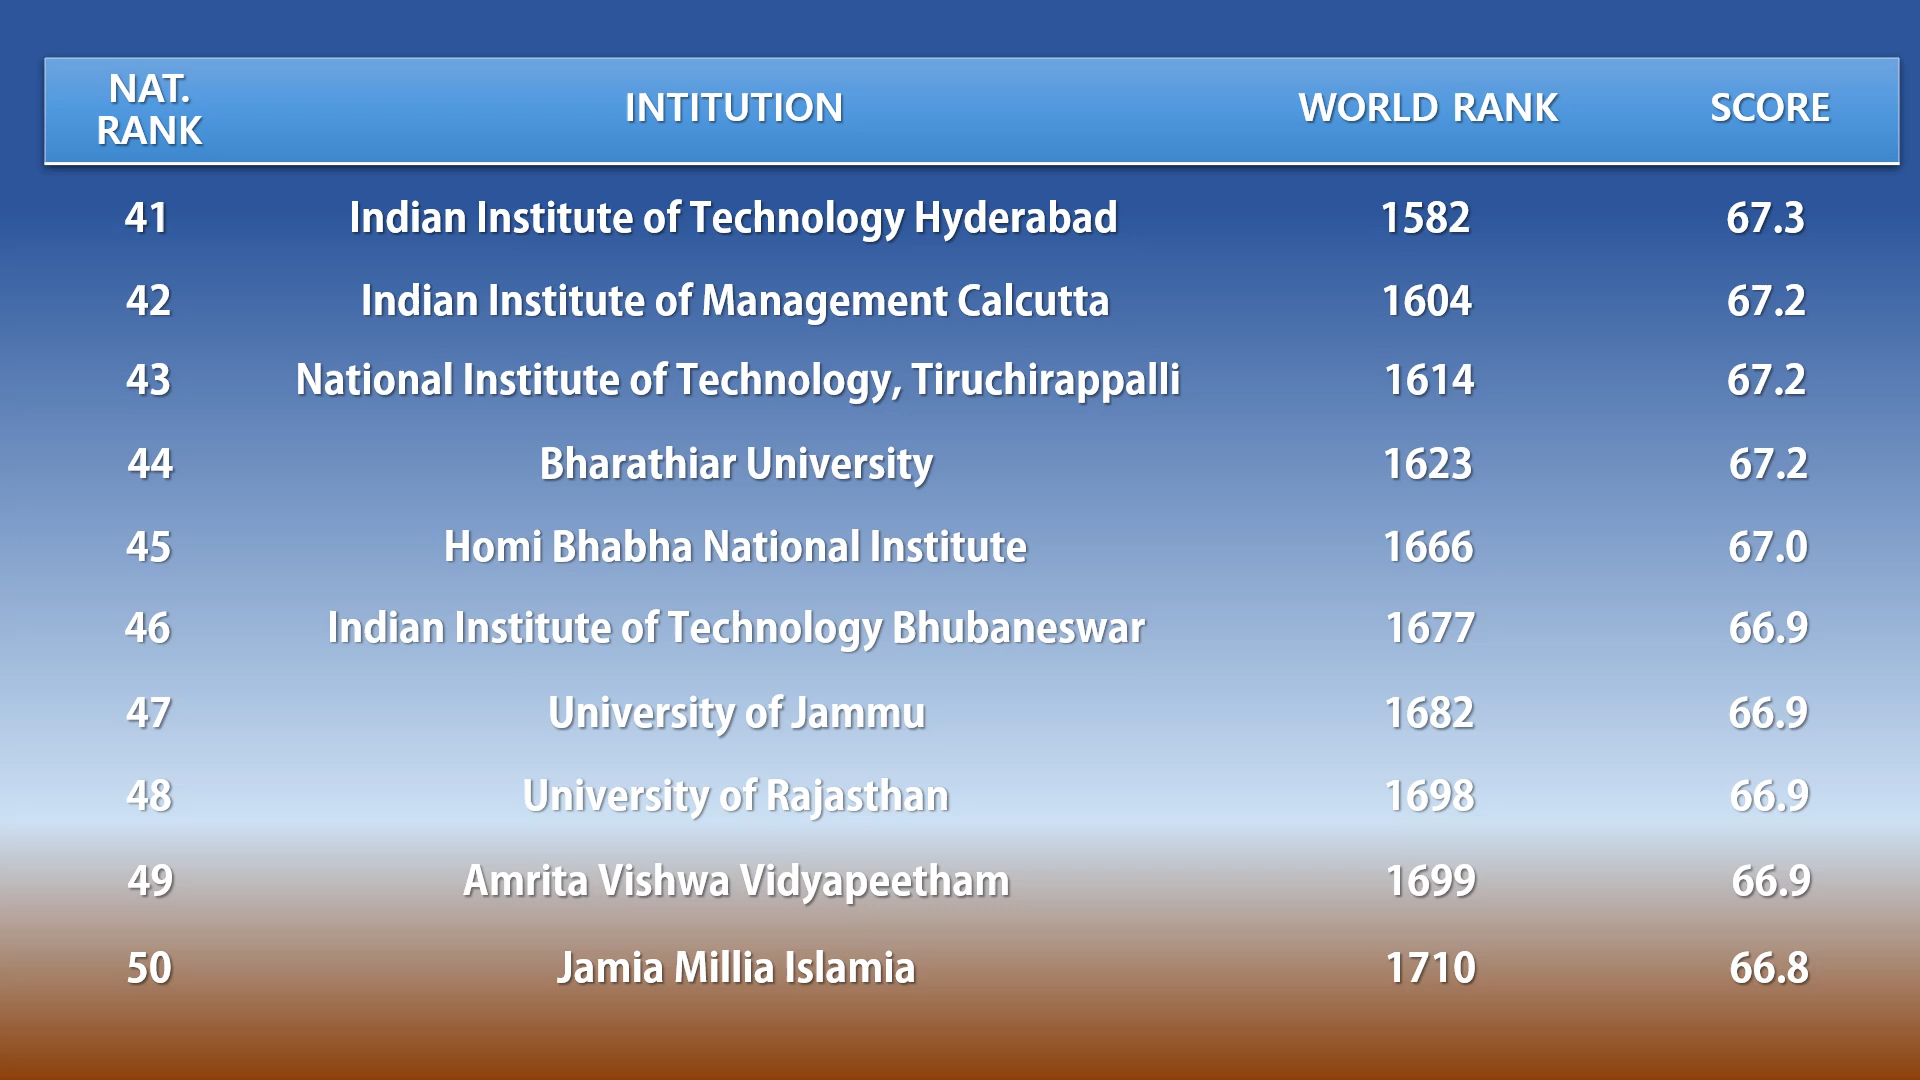 NAT. RANK INTITUTION WORLD RANK SCORE
41 Indian Institute of Technology Hyderabad 1582 67.3
42 Indian Institute of Management Calcutta 1604 67.2
43 National Institute of Technology, Tiruchirappalli 1614 67.2
44 Bharathiar University 1623 67.2
45 Homi Bhabha National Institute 1666 67.0
46 Indian Institute of Technology Bhubaneswar 1677 66.9
47 University of Jammu 1682 66.9
48 University of Rajasthan 1698 66.9
49 Amrita Vishwa Vidyapeetham 1699 66.9
50 Jamia Millia Islamia 1710 66.8